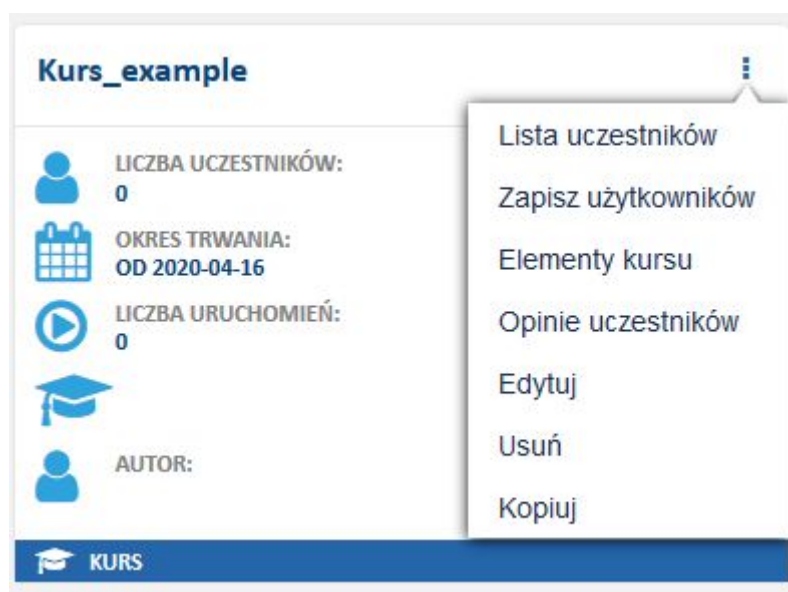 Kurs_example
LICZBA UCZESTNIKÓW:
0
OKRES TRWANIA:
OD 2020-04-16
LICZBA URUCHOMIEŃ:
0
AUTOR:
KURS
Lista uczestników
Zapisz użytkowników
Elementy kursu
Opinie uczestników
Edytuj
Usuń
Kopiuj